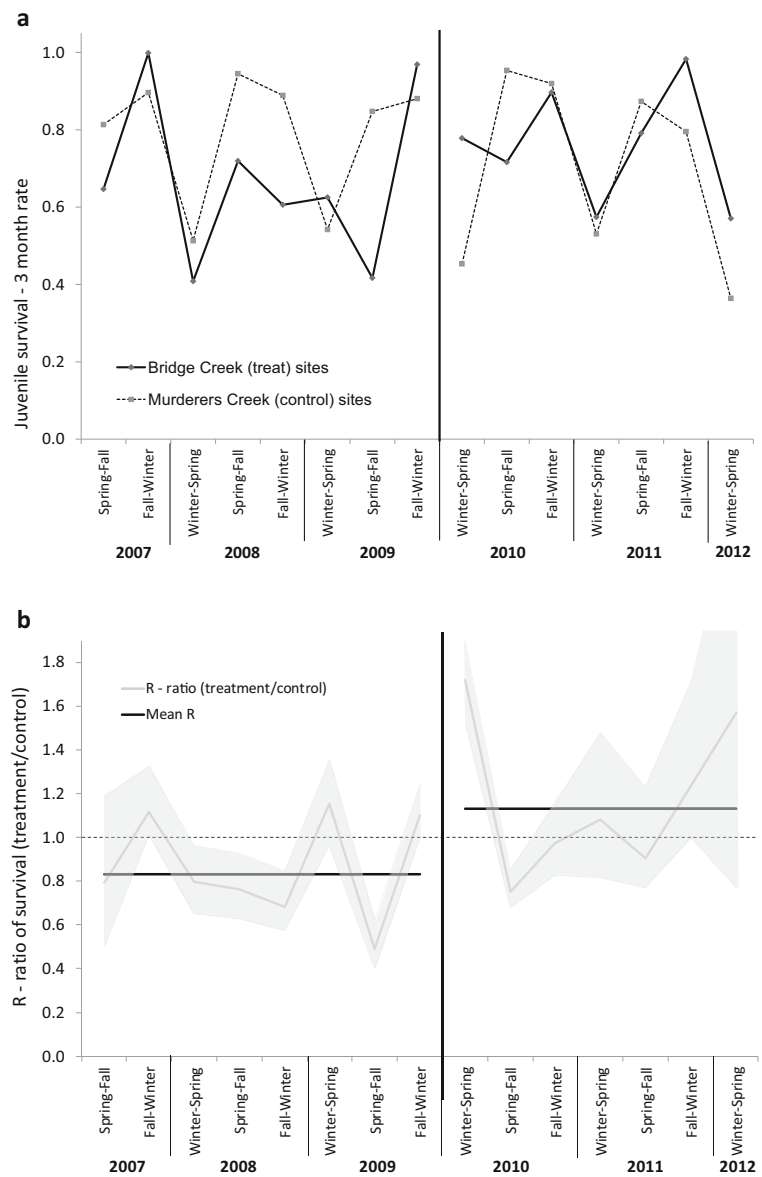 a
Juvenile survival - 3 month rate
1.0
0.8
0.6
0.4
0.2
0.0
Bridge Creek (treat) sites
Murderers Creek (control) sites
Spring-Fall
Fall-Winter
Winter-Spring
Spring-Fall
Fall-Winter
Winter-Spring
Spring-Fall
Fall-Winter
Winter-Spring
Spring-Fall
Fall-Winter
Winter-Spring
Spring-Fall
Fall-Winter
Winter-Spring
2007
2008
2009
2010
2011
2012
b
R - ratio of survival (treatment/control)
1.8
1.6
1.4
1.2
1.0
0.8
0.6
0.4
0.2
0.0
R - ratio (treatment/control)
Mean R
Spring-Fall
Fall-Winter
Winter-Spring
Spring-Fall
Fall-Winter
Winter-Spring
Spring-Fall
Fall-Winter
Winter-Spring
Spring-Fall
Fall-Winter
Winter-Spring
Spring-Fall
Fall-Winter
Winter-Spring
2007
2008
2009
2010
2011
2012